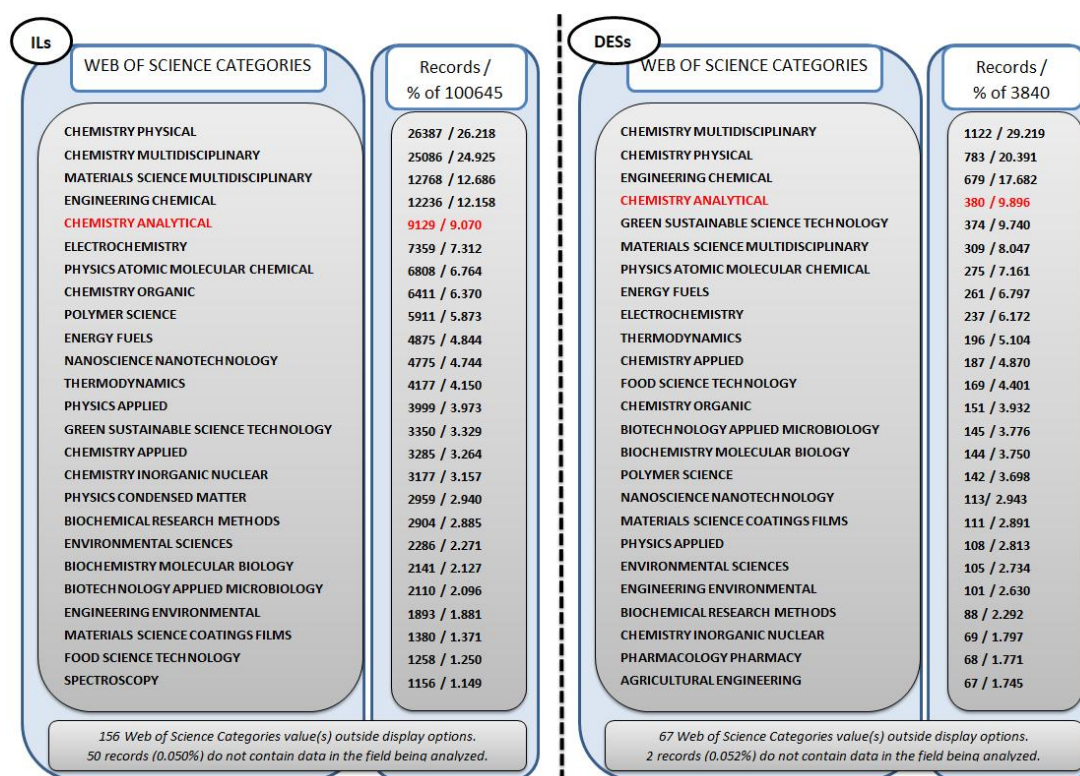 ILs
WEB OF SCIENCE CATEGORIES
Records /
% of 100645
CHEMISTRY PHYSICAL 26387 / 26.218
CHEMISTRY MULTIDISCIPLINARY 25086 / 24.925
MATERIALS SCIENCE MULTIDISCIPLINARY 12768 / 12.686
ENGINEERING CHEMICAL 12236 / 12.158
CHEMISTRY ANALYTICAL 9129 / 9.070
ELECTROCHEMISTRY 7359 / 7.312
PHYSICS ATOMIC MOLECULAR CHEMICAL 6808 / 6.764
CHEMISTRY ORGANIC 6411 / 6.370
POLYMER SCIENCE 5911 / 5.873
ENERGY FUELS 4875 / 4.844
NANOSCIENCE NANOTECHNOLOGY 4775 / 4.744
THERMODYNAMICS 4177 / 4.150
PHYSICS APPLIED 3999 / 3.973
GREEN SUSTAINABLE SCIENCE TECHNOLOGY 3350 / 3.329
CHEMISTRY APPLIED 3285 / 3.264
CHEMISTRY INORGANIC NUCLEAR 3177 / 3.157
PHYSICS CONDENSED MATTER 2959 / 2.940
BIOCHEMICAL RESEARCH METHODS 2904 / 2.885
ENVIRONMENTAL SCIENCES 2286 / 2.271
BIOCHEMISTRY MOLECULAR BIOLOGY 2141 / 2.127
BIOTECHNOLOGY APPLIED MICROBIOLOGY 2110 / 2.096
ENGINEERING ENVIRONMENTAL 1893 / 1.881
MATERIALS SCIENCE COATINGS FILMS 1380 / 1.371
FOOD SCIENCE TECHNOLOGY 1258 / 1.250
SPECTROSCOPY 1156 / 1.149
156 Web of Science Categories value(s) outside display options.
50 records (0.050%) do not contain data in the field being analyzed.
DESs
WEB OF SCIENCE CATEGORIES
Records /
% of 3840
CHEMISTRY MULTIDISCIPLINARY 1122 / 29.219
CHEMISTRY PHYSICAL 783 / 20.391
ENGINEERING CHEMICAL 679 / 17.682
CHEMISTRY ANALYTICAL 380 / 9.896
GREEN SUSTAINABLE SCIENCE TECHNOLOGY 374 / 9.740
MATERIALS SCIENCE MULTIDISCIPLINARY 309 / 8.047
PHYSICS ATOMIC MOLECULAR CHEMICAL 275 / 7.161
ENERGY FUELS 261 / 6.797
ELECTROCHEMISTRY 237 / 6.172
THERMODYNAMICS 196 / 5.104
CHEMISTRY APPLIED 187 / 4.870
FOOD SCIENCE TECHNOLOGY 169 / 4.401
CHEMISTRY ORGANIC 151 / 3.932
BIOTECHNOLOGY APPLIED MICROBIOLOGY 145 / 3.776
BIOCHEMISTRY MOLECULAR BIOLOGY 144 / 3.750
POLYMER SCIENCE 142 / 3.698
NANOSCIENCE NANOTECHNOLOGY 113/ 2.943
MATERIALS SCIENCE COATINGS FILMS 111 / 2.891
PHYSICS APPLIED 108 / 2.813
ENVIRONMENTAL SCIENCES 105 / 2.734
ENGINEERING ENVIRONMENTAL 101 / 2.630
BIOCHEMICAL RESEARCH METHODS 88 / 2.292
CHEMISTRY INORGANIC NUCLEAR 69 / 1.797
PHARMACOLOGY PHARMACY 68 / 1.771
AGRICULTURAL ENGINEERING 67 / 1.745
67 Web of Science Categories value(s) outside display options.
2 records (0.052%) do not contain data in the field being analyzed.